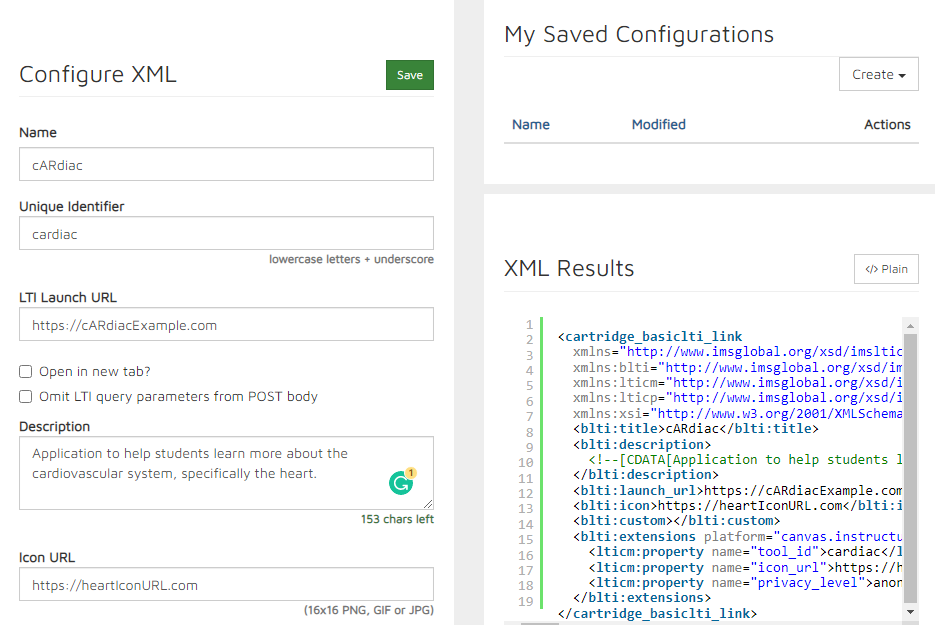 Configure XML
Save
Name
cARdiac
Unique Identifier
cardiac
lowercase letters + underscore
LTI Launch URL
https://cARdiacExample.com
Open in new tab?
Omit LTI query parameters from POST body
Description
Application to help students learn more about the
cardiovascular system, specifically the heart.
1
153 chars left
Icon URL
https://heartIconURL.com
(16x16 PNG, GIF or JPG)
My Saved Configurations
Create
Name Modified Actions
XML Results
</> Plain
1
2 <cartridge_basiclti_link
3 xmlns="http://www.imsglobal.org/xsd/imsltic
4 xmlns:blti="http://www.imsglobal.org/xsd/im
5 xmlns:lticm="http://www.imsglobal.org/xsd/i
6 xmlns:lticp="http://www.imsglobal.org/xsd/i
7 xmlns:xsi="http://www.w3.org/2001/XMLSchema
8 <blti:title>cARdiac</blti:title>
9 <blti:description>
10 <!--[CDATA[Application to help students l
11 </blti:description>
12 <blti:launch_url>https://cARdiacExample.com
13 <blti:icon>https://heartIconURL.com</blti:i
14 <blti:custom></blti:custom>
15 <blti:extensions platform="canvas.instructu
16 <lticm:property name="tool_id">cardiac</l
17 <lticm:property name="icon_url">https://h
18 <lticm:property name="privacy_level">anon
19 </blti:extensions>
</cartridge_basiclti_link>